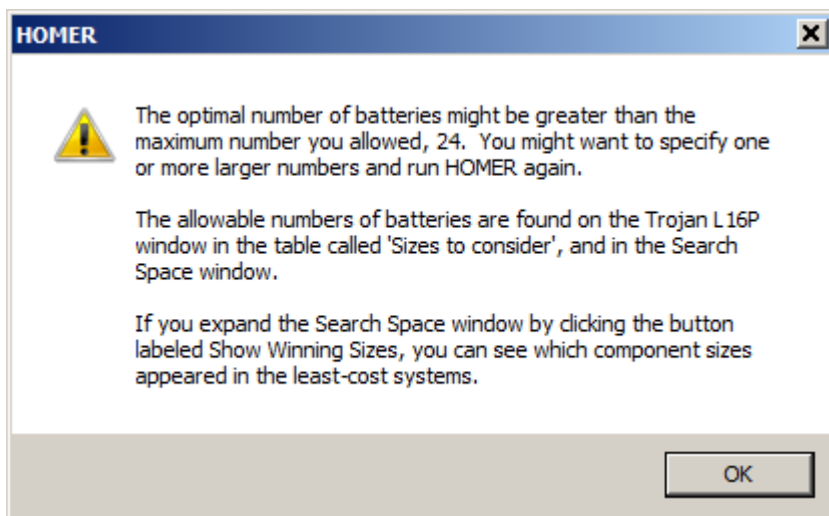 HOMER
The optimal number of batteries might be greater than the
maximum number you allowed, 24.  You might want to specify one
or more larger numbers and run HOMER again.
The allowable numbers of batteries are found on the Trojan L16P
window in the table called 'Sizes to consider', and in the Search
Space window.
If you expand the Search Space window by clicking the button
labeled Show Winning Sizes, you can see which component sizes
appeared in the least-cost systems.
OK